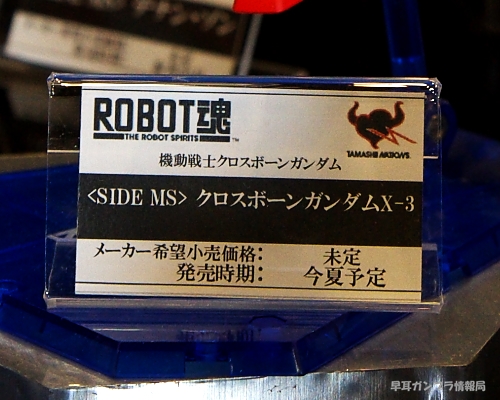 ROBOT魂
THE ROBOT SPIRITS™
TAMASHII NATIONS
機動戦士クロスボーンガンダム
<SIDE MS> クロスボーンガンダムX-3
メーカー希望小売価格： 未定
発売時期： 今夏予定
早耳ガンプラ情報局